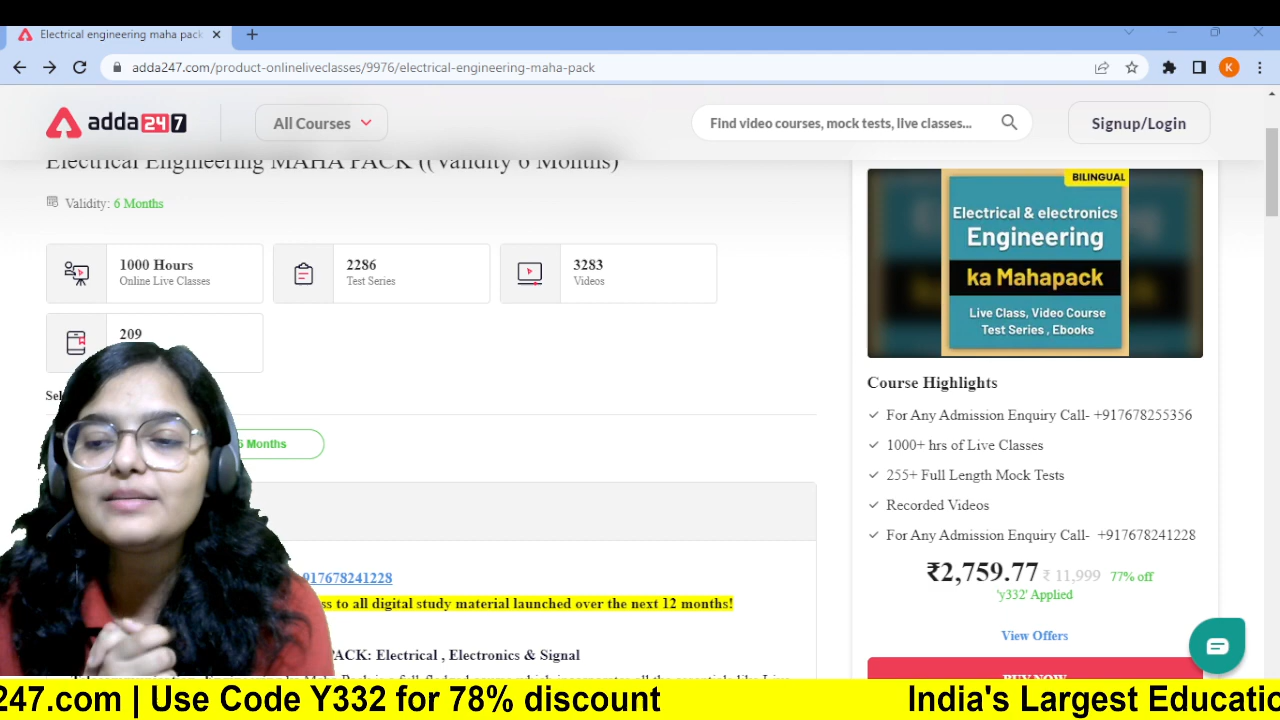 Electrical engineering maha pack
adda247.com/product-onlineliveclasses/9976/electrical-engineering-maha-pack
K
adda247
All Courses
Find video courses, mock tests, live classes...
Signup/Login
Electrical Engineering MAHA PACK ((Validity 6 Months)
Validity: 6 Months
1000 Hours
Online Live Classes
2286
Test Series
3283
Videos
209
Sel
6 Months
917678241228
ss to all digital study material launched over the next 12 months!
PACK: Electrical , Electronics & Signal
BILINGUAL
Electrical & electronics
Engineering
ka Mahapack
Live Class, Video Course
Test Series , Ebooks
Course Highlights
For Any Admission Enquiry Call- +917678255356
1000+ hrs of Live Classes
255+ Full Length Mock Tests
Recorded Videos
For Any Admission Enquiry Call- +917678241228
₹2,759.77 ₹ 11,999 77% off
'y332' Applied
View Offers
BUY NOW
247.com | Use Code Y332 for 78% discount India's Largest Educatio